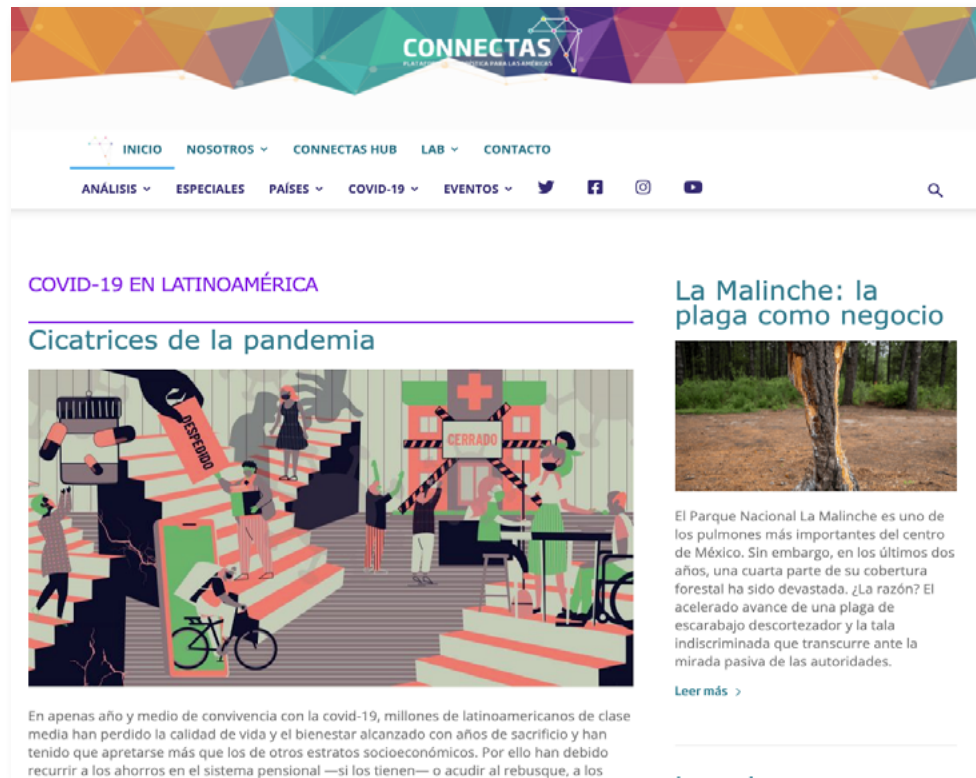 CONNECTAS
INICIO NOSOTROS CONNECTAS HUB LAB CONTACTO
ANÁLISIS ESPECIALES PAÍSES COVID-19 EVENTOS
COVID-19 EN LATINOAMÉRICA
Cicatrices de la pandemia
DESPEDIDO
CERRADO
En apenas año y medio de convivencia con la covid-19, millones de latinoamericanos de clase
media han perdido la calidad de vida y el bienestar alcanzado con años de sacrificio y han
tenido que apretarse más que los de otros estratos socioeconómicos. Por ello han debido
recurrir a los ahorros en el sistema pensional —si los tienen— o acudir al rebusque, a los
La Malinche: la
plaga como negocio
El Parque Nacional La Malinche es uno de
los pulmones más importantes del centro
de México. Sin embargo, en los últimos dos
años, una cuarta parte de su cobertura
forestal ha sido devastada. ¿La razón? El
acelerado avance de una plaga de
escarabajo descortezador y la tala
indiscriminada que transcurre ante la
mirada pasiva de las autoridades.
Leer más